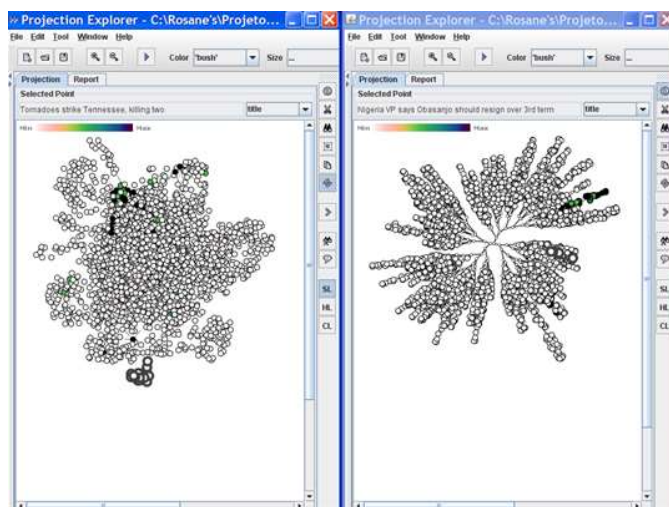 Projection Explorer - C:\Rosane's\Projeto...
File Edit Tool Window Help
Color 'bush' Size ...
Projection Report
Selected Point
Tornadoes strike Tennessee, killing two title
Min Max
SL
HL
CL
Projection Explorer - C:\Rosane's\Projeto...
File Edit Tool Window Help
Color 'bush' Size ...
Projection Report
Selected Point
Nigeria VP says Obasanjo should resign over 3rd term title
Min Max
SL
HL
CL